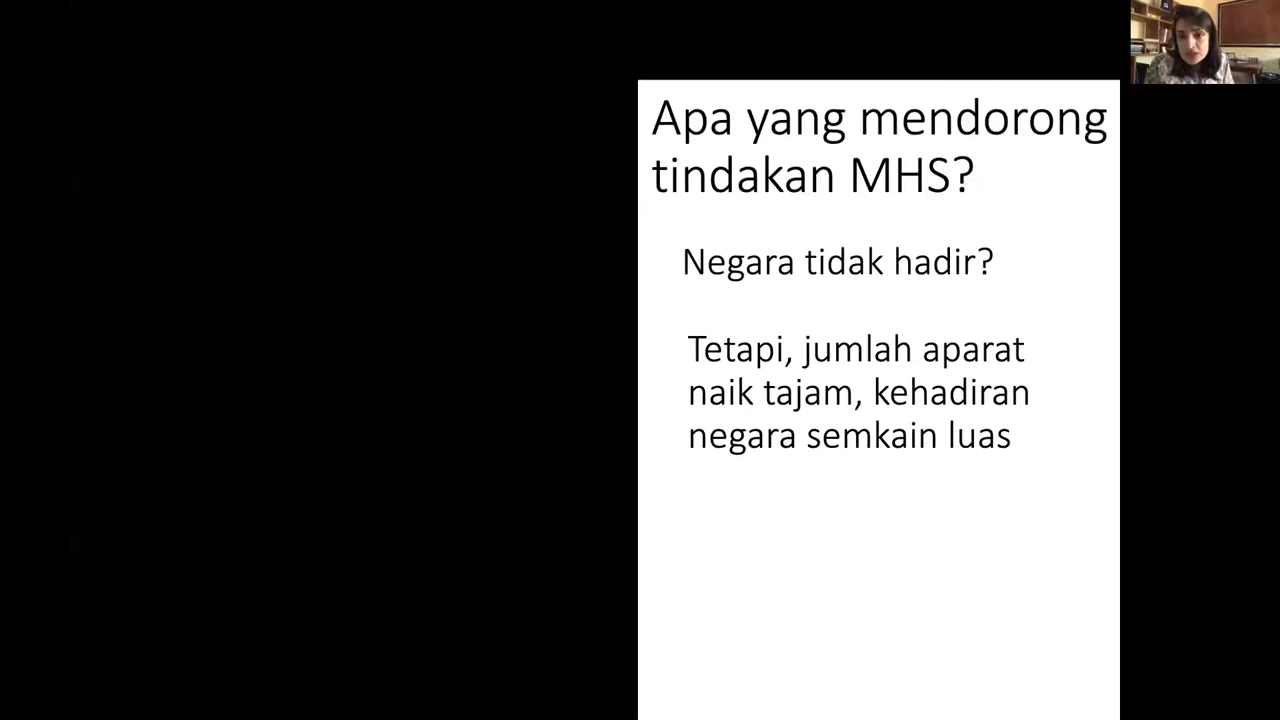 Apa yang mendorong
tindakan MHS?
Negara tidak hadir?
Tetapi, jumlah aparat
naik tajam, kehadiran
negara semkain luas